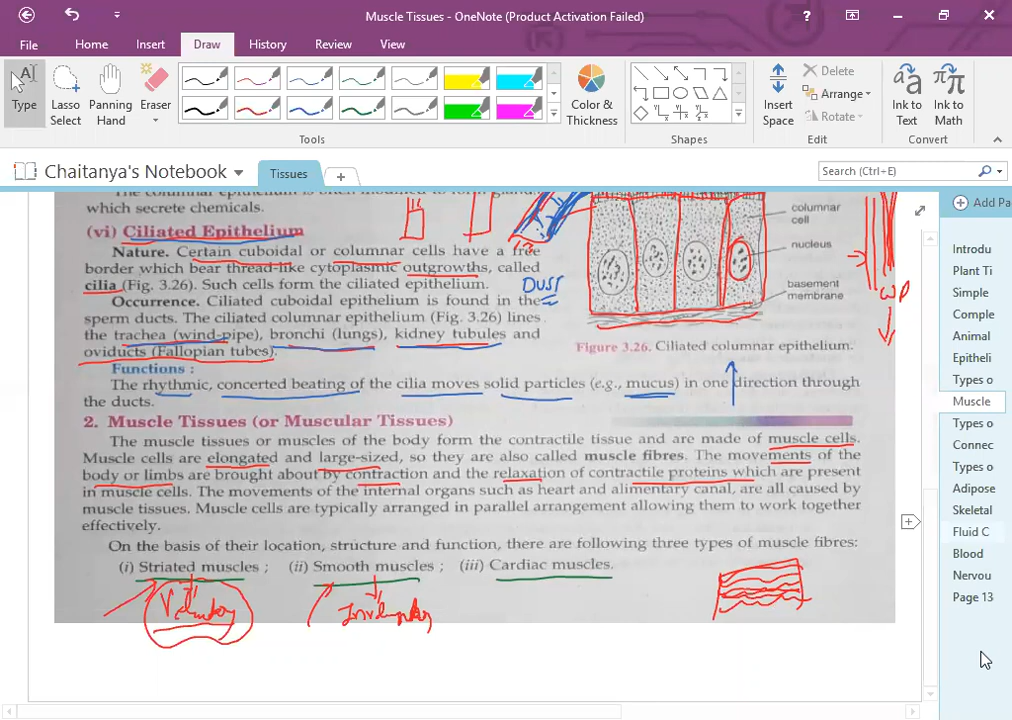 Muscle Tissues - OneNote (Product Activation Failed)
?
File Home Insert Draw History Review View
Type
Lasso Select
Panning Hand
Eraser
Color & Thickness
Insert Space
Delete
Arrange
Rotate
Ink to Text
Ink to Math
Tools
Shapes
Edit
Convert
Chaitanya's Notebook
Tissues
Search (Ctrl+E)
Add Pa
Introdu
Plant Ti
Simple
Comple
Animal
Epitheli
Types o
Muscle
Types o
Connec
Types o
Adipose
Skeletal
Fluid C
Blood
Nervou
Page 13
which secrete chemicals.
(vi) Ciliated Epithelium
Nature. Certain cuboidal or columnar cells have a free
border which bear thread-like cytoplasmic outgrowths, called
cilia (Fig. 3.26). Such cells form the ciliated epithelium.
Occurrence. Ciliated cuboidal epithelium is found in the
sperm ducts. The ciliated columnar epithelium (Fig. 3.26) lines
the trachea (wind-pipe), bronchi (lungs), kidney tubules and
oviducts (Fallopian tubes).
DUST
columnar cell
nucleus
basement membrane
WP
Figure 3.26. Ciliated columnar epithelium.
Functions :
The rhythmic, concerted beating of the cilia moves solid particles (e.g., mucus) in one direction through
the ducts.
2. Muscle Tissues (or Muscular Tissues)
The muscle tissues or muscles of the body form the contractile tissue and are made of muscle cells.
Muscle cells are elongated and large-sized, so they are also called muscle fibres. The movements of the
body or limbs are brought about by contraction and the relaxation of contractile proteins which are present
in muscle cells. The movements of the internal organs such as heart and alimentary canal, are all caused by
muscle tissues. Muscle cells are typically arranged in parallel arrangement allowing them to work together
effectively.
On the basis of their location, structure and function, there are following three types of muscle fibres:
(i) Striated muscles ; (ii) Smooth muscles ; (iii) Cardiac muscles.
Voluntary
Involuntary